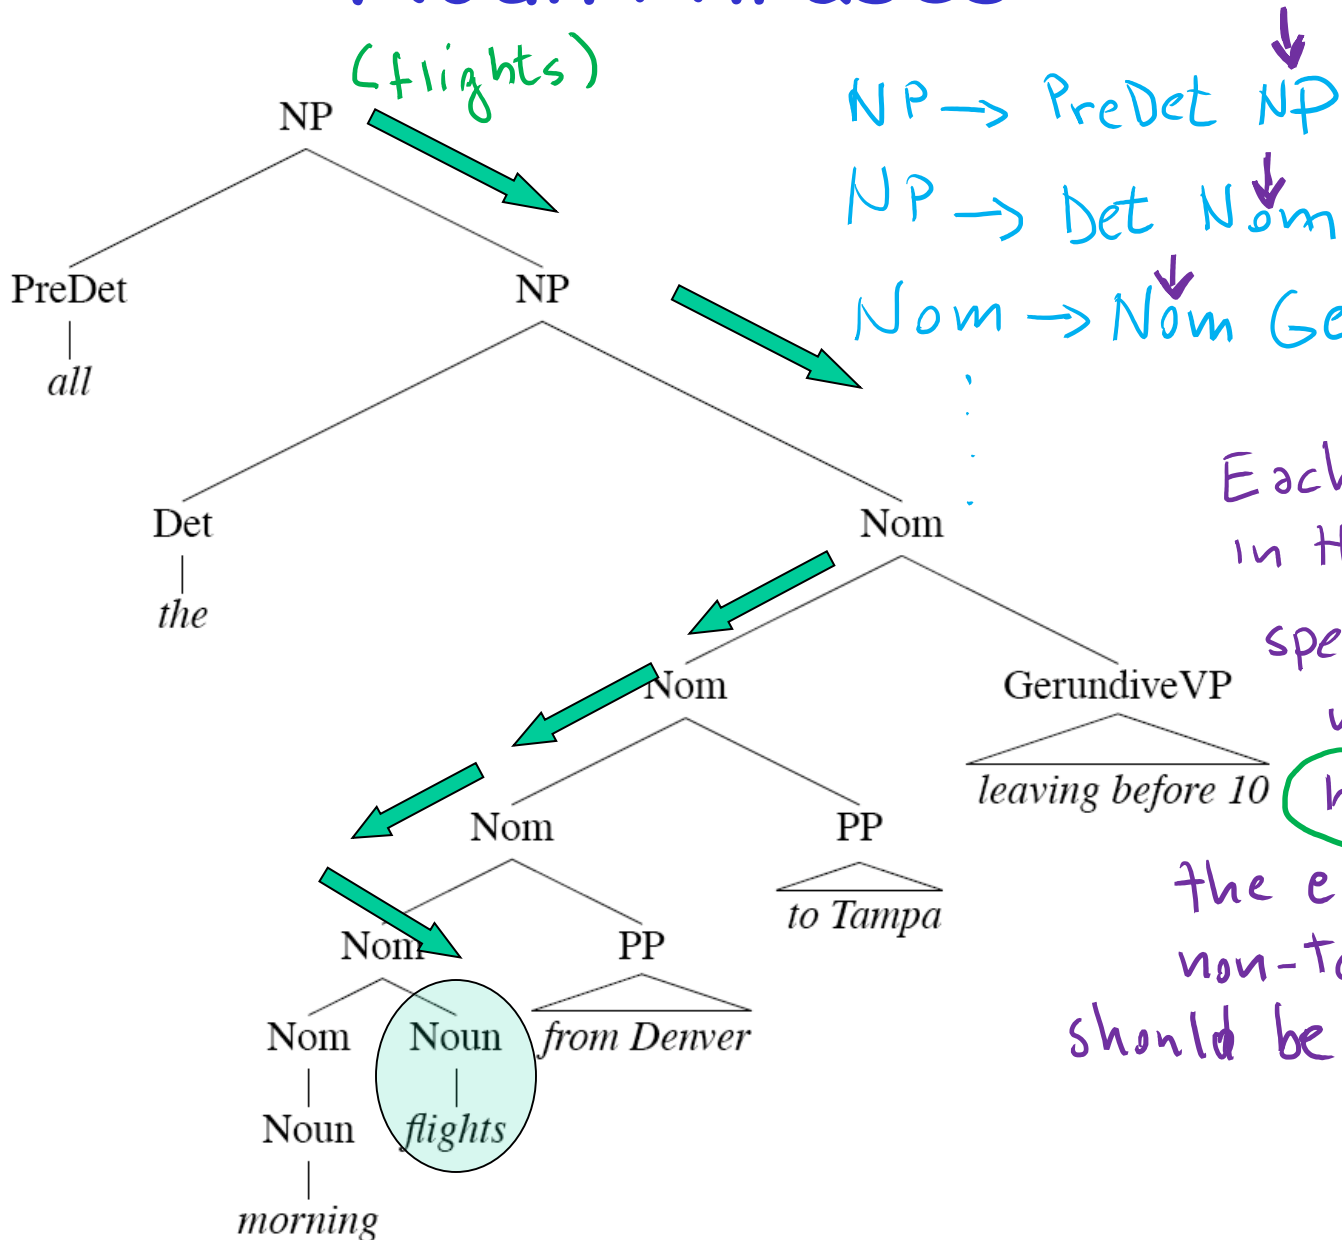 (flights)
NP → PreDet NP
NP → Det Nom
Nom → Nom Ge
NP
PreDet
NP
all
Each
in
Det
Nom
the
spe
Nom
GerundiveVP
leaving before 10
Nom
PP
to Tampa
the e
non-
Nom
PP
should be
Nom
Noun
from Denver
Noun
flights
morning